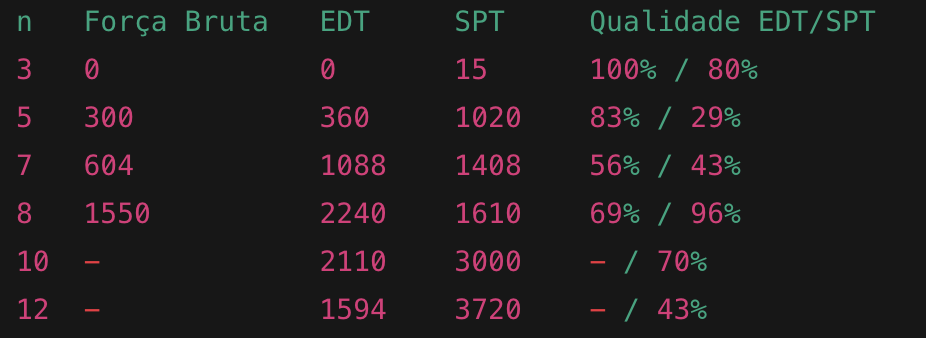 n Força Bruta EDT SPT Qualidade EDT/SPT
3 0 0 15 100% / 80%
5 300 360 1020 83% / 29%
7 604 1088 1408 56% / 43%
8 1550 2240 1610 69% / 96%
10 – 2110 3000 – / 70%
12 – 1594 3720 – / 43%